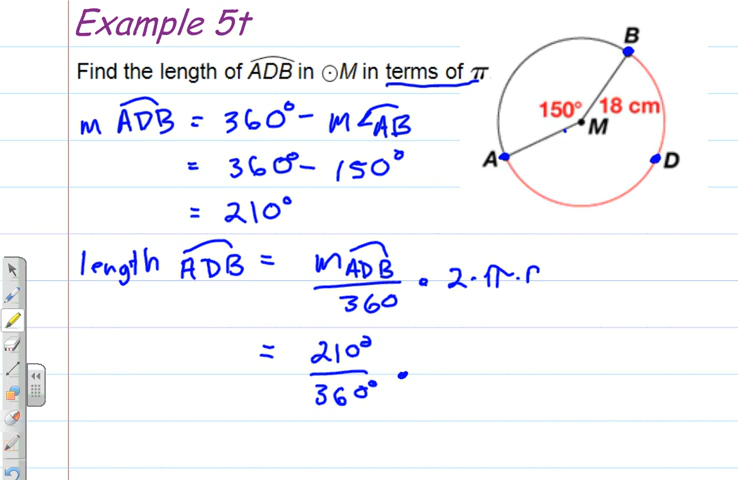 Example 5t
Find the length of ADB in ⊙M in terms of π
m ADB = 360° - m∠AB
= 360° - 150°
= 210°
length ADB = mADB/360 · 2·π·r
= 210°/360° ·
B
150° 18 cm
M
A
D